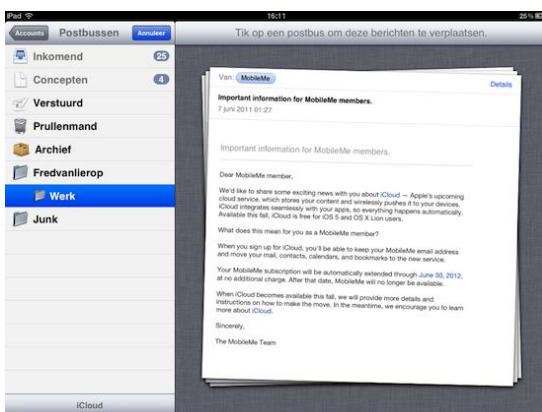 iPad 16:11 25%
Accounts Postbussen Annuleer
Tik op een postbus om deze berichten te verplaatsen.
Inkomend 25
Concepten 4
Verstuurd
Prullenmand
Archief
Fredvanlierop
Werk
Junk
iCloud
Van: MobileMe Details
Important information for MobileMe members.
7 juni 2011 01:27
Important information for MobileMe members.
Dear MobileMe member,
We'd like to share some exciting news with you about iCloud — Apple's upcoming
cloud service, which stores your content and wirelessly pushes it to your devices.
iCloud integrates seamlessly with your apps, so everything happens automatically.
Available this fall, iCloud is free for iOS 5 and OS X Lion users.
What does this mean for you as a MobileMe member?
When you sign up for iCloud, you'll be able to keep your MobileMe email address
and move your mail, contacts, calendars, and bookmarks to the new service.
Your MobileMe subscription will be automatically extended through June 30, 2012,
at no additional charge. After that date, MobileMe will no longer be available.
When iCloud becomes available this fall, we will provide more details and
instructions on how to make the move. In the meantime, we encourage you to learn
more about iCloud.
Sincerely,
The MobileMe Team